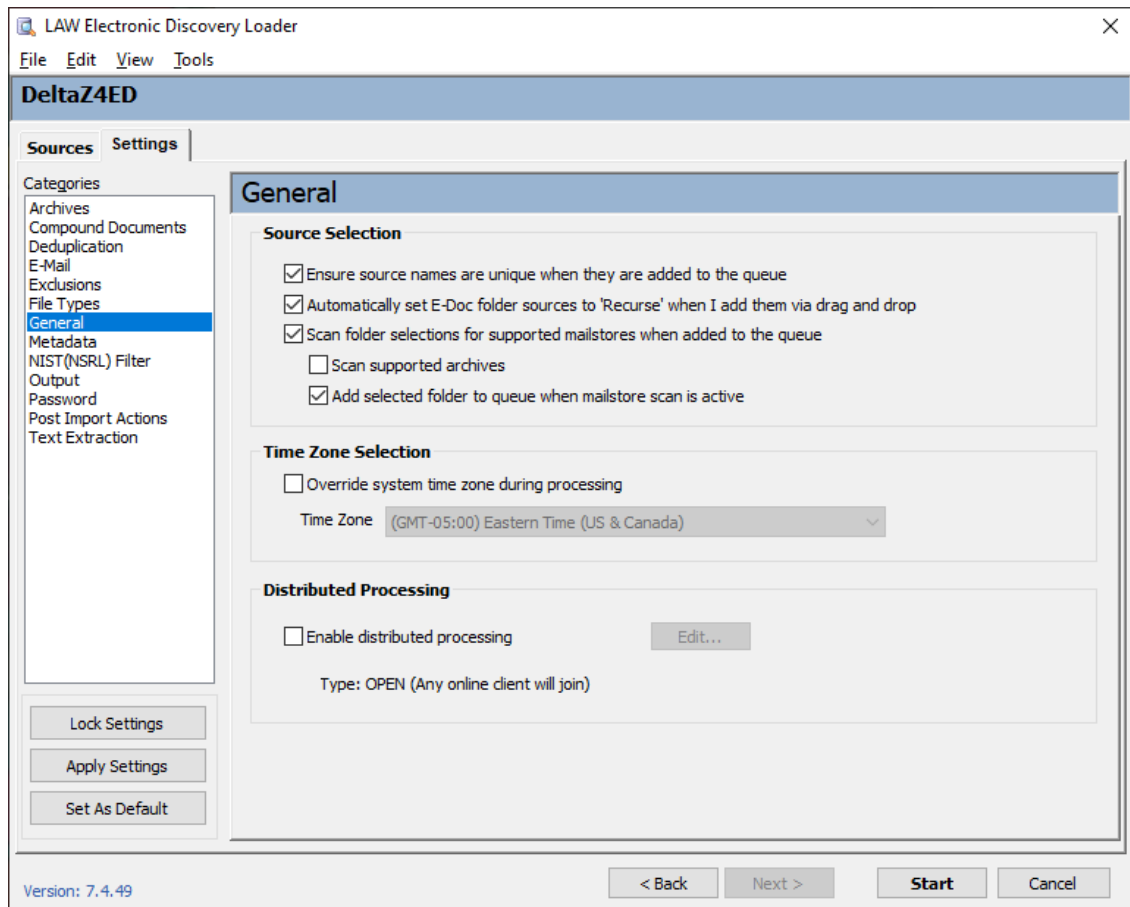 LAW Electronic Discovery Loader
File Edit View Tools
DeltaZ4ED
Sources Settings
Categories
Archives
Compound Documents
Deduplication
E-Mail
Exclusions
File Types
General
Metadata
NIST(NSRL) Filter
Output
Password
Post Import Actions
Text Extraction
Lock Settings
Apply Settings
Set As Default
General
Source Selection
Ensure source names are unique when they are added to the queue
Automatically set E-Doc folder sources to 'Recurse' when I add them via drag and drop
Scan folder selections for supported mailstores when added to the queue
Scan supported archives
Add selected folder to queue when mailstore scan is active
Time Zone Selection
Override system time zone during processing
Time Zone (GMT-05:00) Eastern Time (US & Canada)
Distributed Processing
Enable distributed processing Edit...
Type: OPEN (Any online client will join)
Version: 7.4.49 < Back Next > Start Cancel